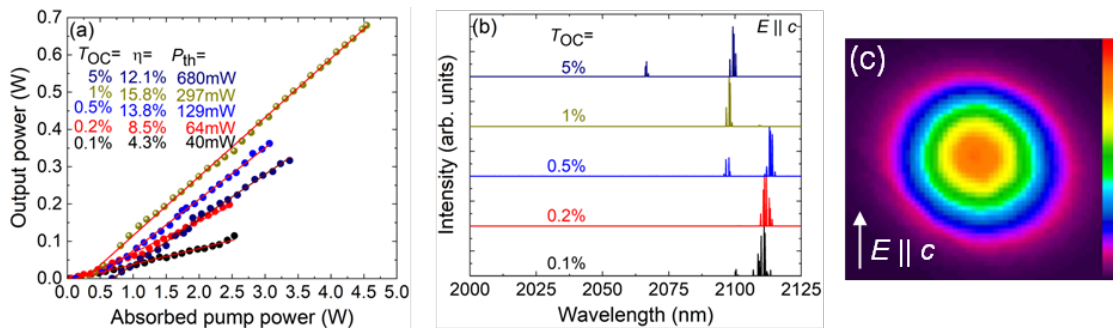 (a)
T_OC= η= P_th=
5% 12.1% 680mW
1% 15.8% 297mW
0.5% 13.8% 129mW
0.2% 8.5% 64mW
0.1% 4.3% 40mW
Output power (W)
0.7
0.6
0.5
0.4
0.3
0.2
0.1
0.0
0.0 0.5 1.0 1.5 2.0 2.5 3.0 3.5 4.0 4.5 5.0
Absorbed pump power (W)
(b)
E || c
T_OC=
5%
1%
0.5%
0.2%
0.1%
Intensity (arb. units)
2000 2025 2050 2075 2100 2125
Wavelength (nm)
(c)
E || c